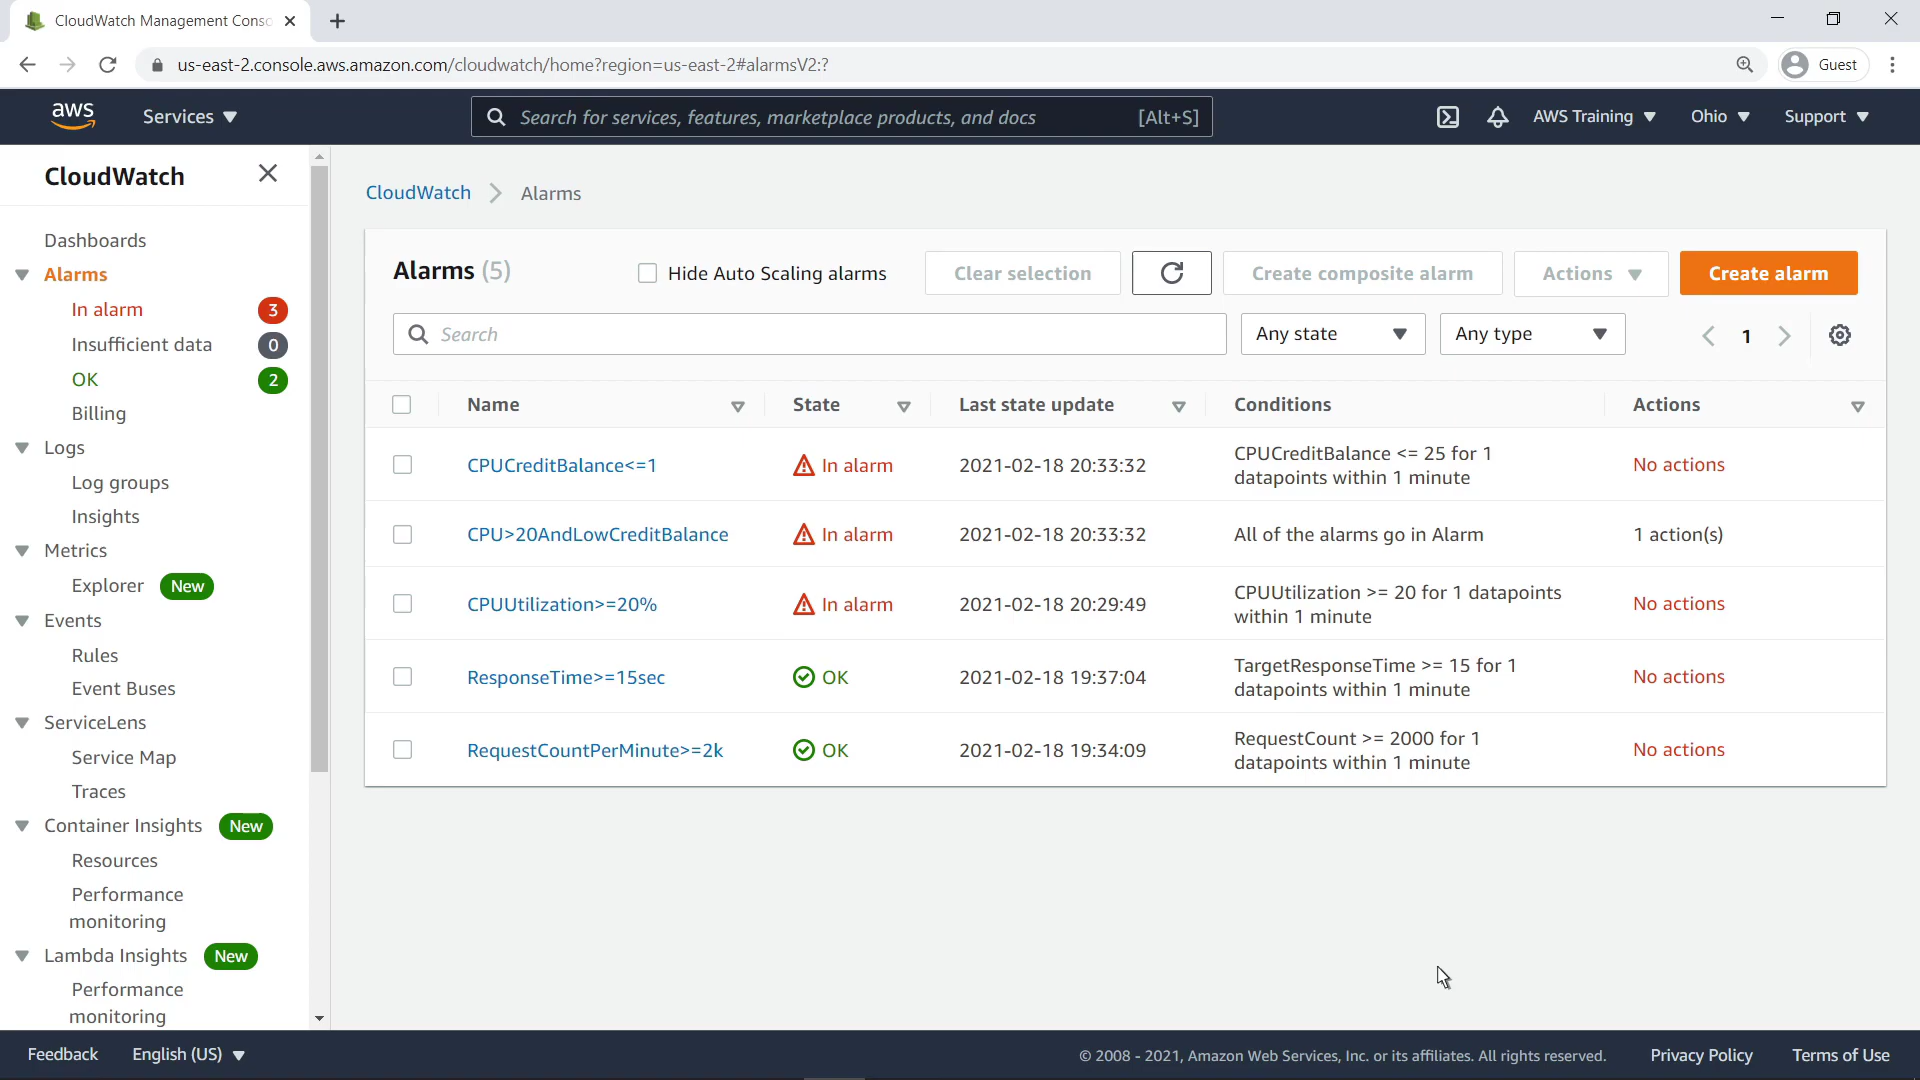 CloudWatch Management Conso
us-east-2.console.aws.amazon.com/cloudwatch/home?region=us-east-2#alarmsV2:?
Guest
aws
Services
Search for services, features, marketplace products, and docs
[Alt+S]
AWS Training
Ohio
Support
CloudWatch
Dashboards
Alarms
In alarm 3
Insufficient data 0
OK 2
Billing
Logs
Log groups
Insights
Metrics
Explorer New
Events
Rules
Event Buses
ServiceLens
Service Map
Traces
Container Insights New
Resources
Performance
monitoring
Lambda Insights New
Performance
monitoring
CloudWatch Alarms
Alarms (5)
Hide Auto Scaling alarms
Clear selection
Create composite alarm
Actions
Create alarm
Search
Any state
Any type
1
Name State Last state update Conditions Actions
CPUCreditBalance<=1 In alarm 2021-02-18 20:33:32 CPUCreditBalance <= 25 for 1
datapoints within 1 minute
No actions
CPU>20AndLowCreditBalance In alarm 2021-02-18 20:33:32 All of the alarms go in Alarm 1 action(s)
CPUUtilization>=20% In alarm 2021-02-18 20:29:49 CPUUtilization >= 20 for 1 datapoints
within 1 minute
No actions
ResponseTime>=15sec OK 2021-02-18 19:37:04 TargetResponseTime >= 15 for 1
datapoints within 1 minute
No actions
RequestCountPerMinute>=2k OK 2021-02-18 19:34:09 RequestCount >= 2000 for 1
datapoints within 1 minute
No actions
Feedback
English (US)
© 2008 - 2021, Amazon Web Services, Inc. or its affiliates. All rights reserved.
Privacy Policy
Terms of Use